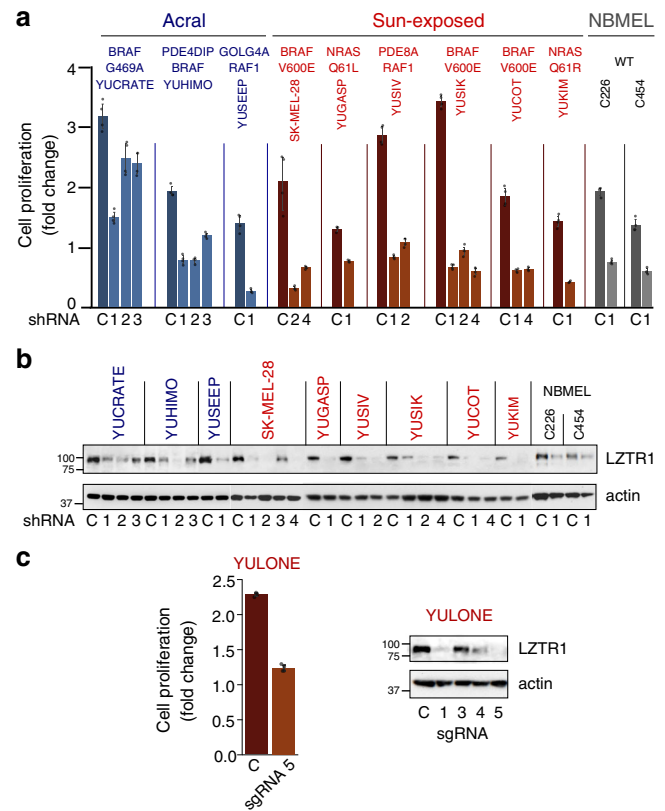 a
Acral Sun-exposed NBMEL
BRAF PDE4DIP GOLG4A BRAF NRAS PDE8A BRAF BRAF NRAS WT
G469A BRAF RAF1 V600E Q61L RAF1 V600E V600E Q61R
YUCRATE YUHIMO YUSEEP SK-MEL-28 YUGASP YUSIV YUSIK YUCOT YUKIM C226 C454
Cell proliferation
(fold change)
4
3
2
1
0
shRNA C123 C123 C1 C24 C1 C12 C124 C14 C1 C1 C1
b
YUCRATE YUHIMO YUSEEP SK-MEL-28 YUGASP YUSIV YUSIK YUCOT YUKIM NBMEL
C226 C454
100
75
LZTR1
37
actin
shRNA C 1 2 3 C 1 2 3 C 1 C 1 2 3 4 C 1 C 1 2 C 1 2 4 C 1 4 C 1 C 1 C 1
c
YULONE
Cell proliferation
(fold change)
2.5
2.0
1.5
1.0
0.5
0.0
C sgRNA 5
YULONE
100
75
LZTR1
37
actin
C 1 3 4 5
sgRNA